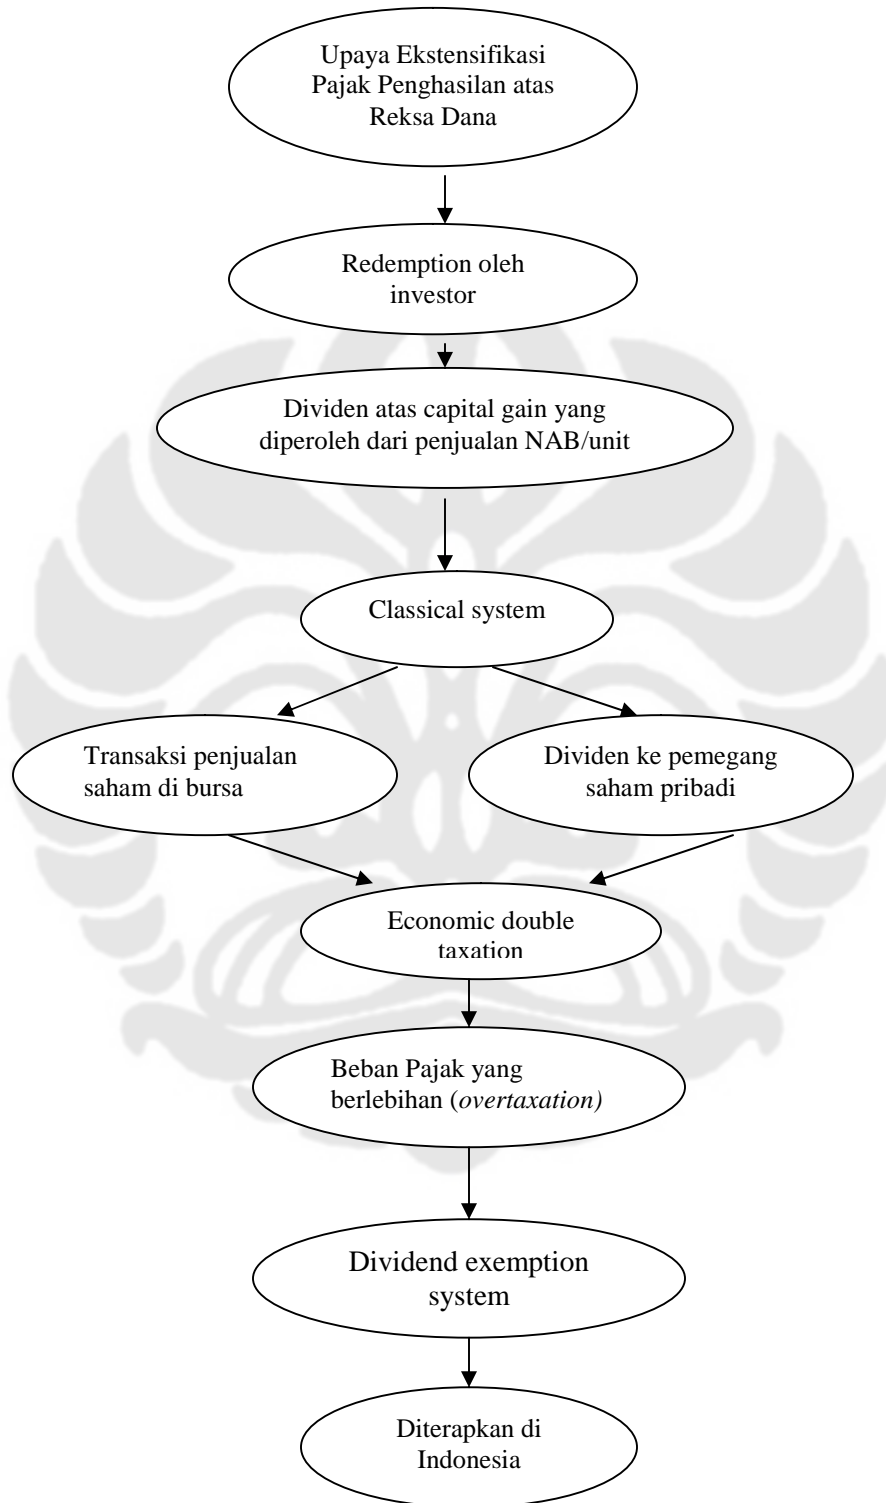 Upaya Ekstensifikasi
Pajak Penghasilan atas
Reksa Dana
Redemption oleh
investor
Dividen atas capital gain yang
diperoleh dari penjualan NAB/unit
Classical system
Transaksi penjualan
saham di bursa
Dividen ke pemegang
saham pribadi
Economic double
taxation
Beban Pajak yang
berlebihan (overtaxation)
Dividend exemption
system
Diterapkan di
Indonesia